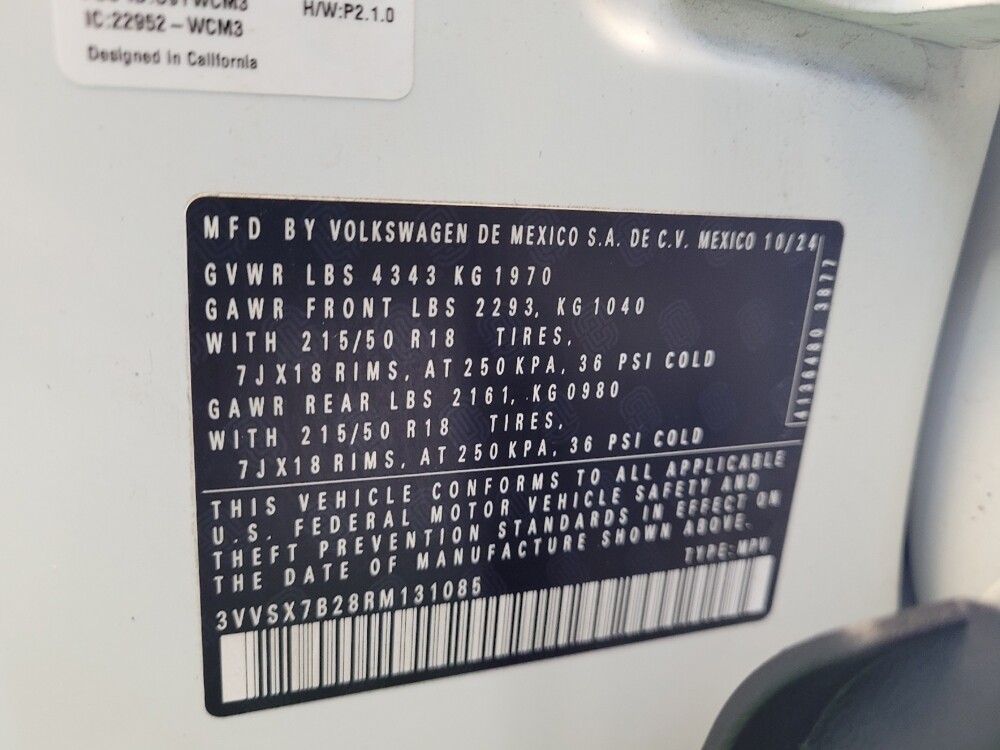 H/W:P2.1.0
IC:22952-WCM3
Designed in California
MFD BY VOLKSWAGEN DE MEXICO S.A. DE C.V. MEXICO 10/24
GVWR LBS 4343 KG 1970
GAWR FRONT LBS 2293, KG 1040
WITH 215/50 R18 TIRES,
7JX18 RIMS, AT 250 KPA, 36 PSI COLD
GAWR REAR LBS 2161, KG 0980
WITH 215/50 R18 TIRES,
7JX18 RIMS, AT 250 KPA, 36 PSI COLD
4136480 3877
THIS VEHICLE CONFORMS TO ALL APPLICABLE
U.S. FEDERAL MOTOR VEHICLE SAFETY AND
THEFT PREVENTION STANDARDS IN EFFECT ON
THE DATE OF MANUFACTURE SHOWN ABOVE.
TYPE: MPV
3VVSX7B28RM131085